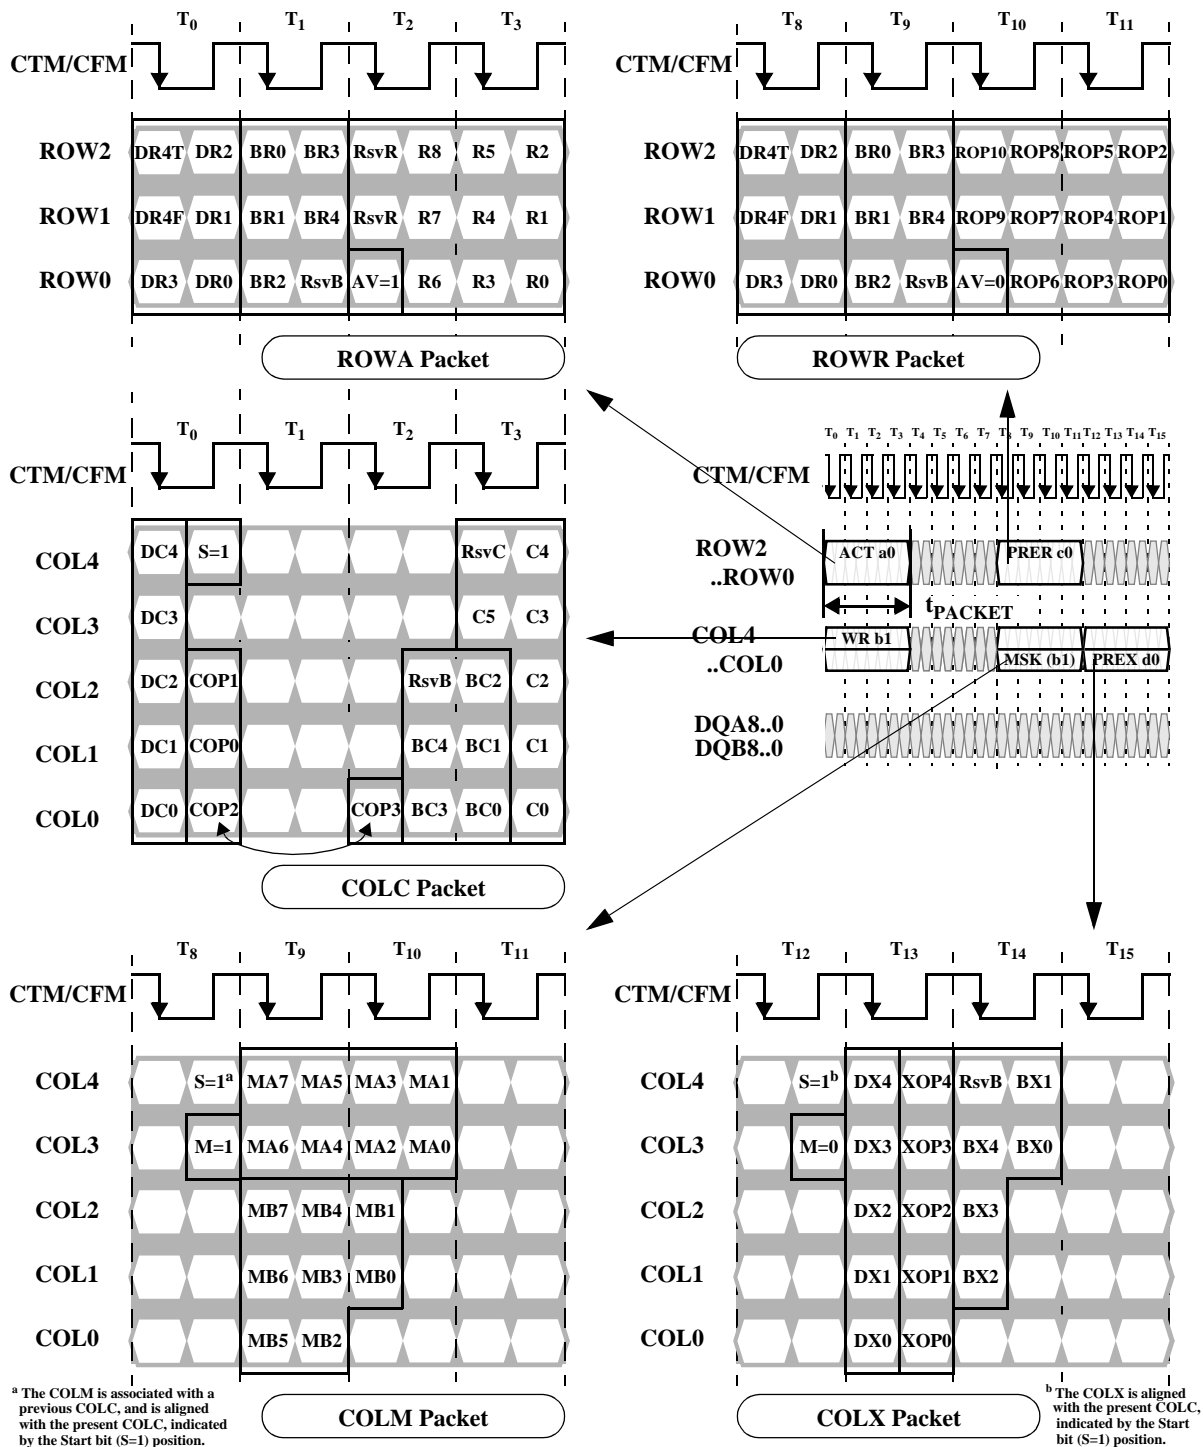 T0 T1 T2 T3
CTM/CFM
ROW2 DR4T DR2 BR0 BR3 RsvR R8 R5 R2
ROW1 DR4F DR1 BR1 BR4 RsvR R7 R4 R1
ROW0 DR3 DR0 BR2 RsvB AV=1 R6 R3 R0
ROWA Packet
T8 T9 T10 T11
CTM/CFM
ROW2 DR4T DR2 BR0 BR3 ROP10 ROP8 ROP5 ROP2
ROW1 DR4F DR1 BR1 BR4 ROP9 ROP7 ROP4 ROP1
ROW0 DR3 DR0 BR2 RsvB AV=0 ROP6 ROP3 ROP0
ROWR Packet
T0 T1 T2 T3
CTM/CFM
COL4 DC4 S=1 RsvC C4
COL3 DC3 C5 C3
COL2 DC2 COP1 RsvB BC2 C2
COL1 DC1 COP0 BC4 BC1 C1
COL0 DC0 COP2 COP3 BC3 BC0 C0
COLC Packet
T0 T1 T2 T3 T4 T5 T6 T7 T8 T9 T10 T11 T12 T13 T14 T15
CTM/CFM
ROW2 ACT a0 PRER c0
..ROW0
tPACKET
COL4 WR b1
..COL0 MSK (b1) PREX d0
DQA8..0
DQB8..0
T8 T9 T10 T11
CTM/CFM
COL4 S=1a MA7 MA5 MA3 MA1
COL3 M=1 MA6 MA4 MA2 MA0
COL2 MB7 MB4 MB1
COL1 MB6 MB3 MB0
COL0 MB5 MB2
COLM Packet
a The COLM is associated with a
previous COLC, and is aligned
with the present COLC, indicated
by the Start bit (S=1) position.
T12 T13 T14 T15
CTM/CFM
COL4 S=1b DX4 XOP4 RsvB BX1
COL3 M=0 DX3 XOP3 BX4 BX0
COL2 DX2 XOP2 BX3
COL1 DX1 XOP1 BX2
COL0 DX0 XOP0
COLX Packet
b The COLX is aligned
with the present COLC,
indicated by the Start
bit (S=1) position.